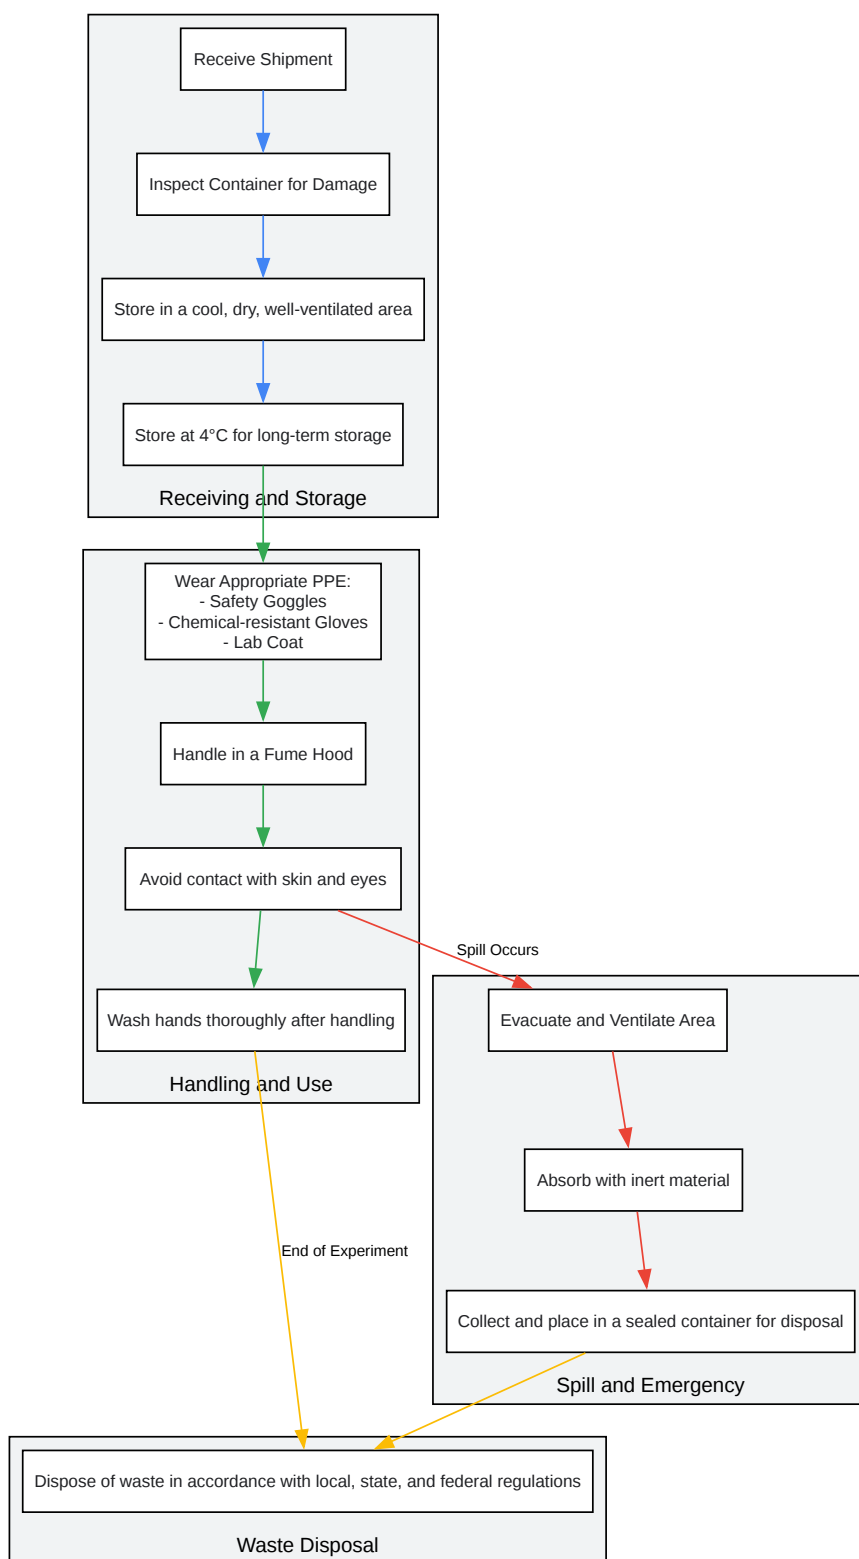 Receive Shipment
Inspect Container for Damage
Store in a cool, dry, well-ventilated area
Store at 4°C for long-term storage
Receiving and Storage
Wear Appropriate PPE:
- Safety Goggles
- Chemical-resistant Gloves
- Lab Coat
Handle in a Fume Hood
Avoid contact with skin and eyes
Spill Occurs
Wash hands thoroughly after handling
Handling and Use
Evacuate and Ventilate Area
Absorb with inert material
End of Experiment
Collect and place in a sealed container for disposal
Spill and Emergency
Dispose of waste in accordance with local, state, and federal regulations
Waste Disposal